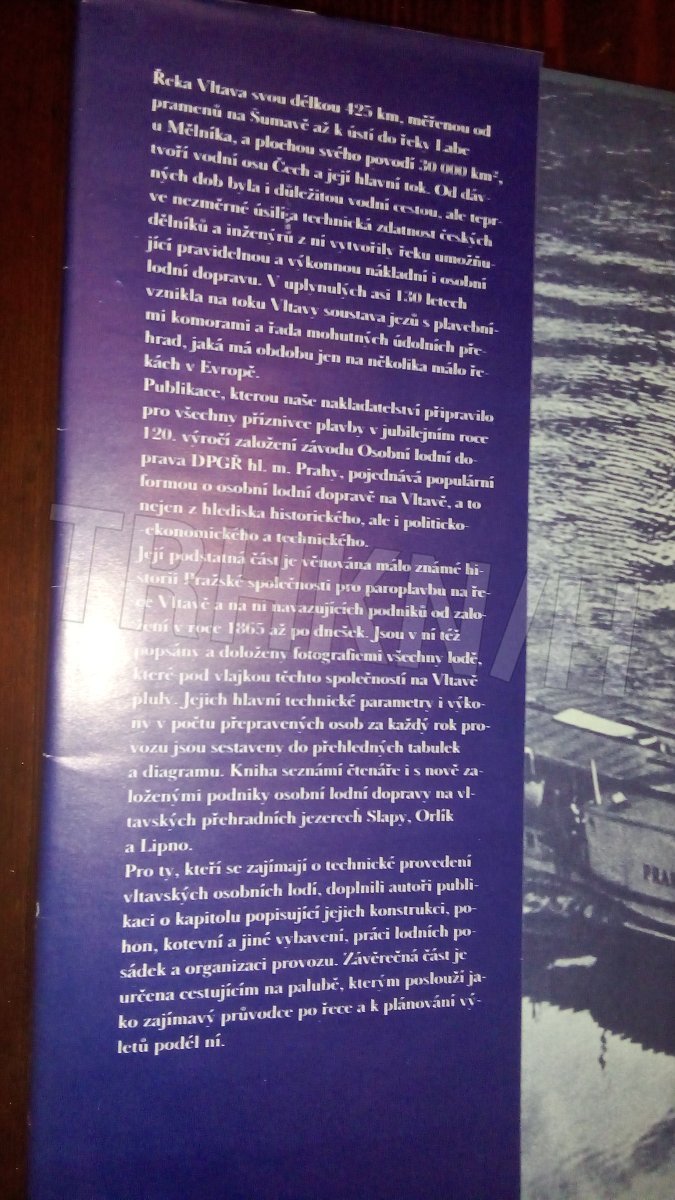 Řeka Vltava svou délkou 425 km, měřenou od
pramenů na Šumavě až k ústí do řeky Labe
u Mělníka, a plochou svého povodí 30 000 km²,
tvoří vodní osu Čech a její hlavní tok. Od dáv-
ných dob byla i důležitou vodní cestou, ale tepr-
ve nezměrné úsilí a technická zdatnost českých
dělníků a inženýrů z ní vytvořily řeku umožňu-
jící pravidelnou a výkonnou nákladní i osobní
lodní dopravu. V uplynulých asi 130 letech
vznikla na toku Vltavy soustava jezů s plavební-
mi komorami a řada mohutných údolních pře-
hrad, jaká má obdobu jen na několika málo ře-
kách v Evropě.
Publikace, kterou naše nakladatelství připravilo
pro všechny příznivce plavby v jubilejním roce
120. výročí založení závodu Osobní lodní do-
prava DPGŘ hl. m. Prahy, pojednává populární
formou o osobní lodní dopravě na Vltavě, a to
nejen z hlediska historického, ale i politicko-
-ekonomického a technického.
Její podstatná část je věnována málo známé hi-
storii Pražské společnosti pro paroplavbu na ře-
ce Vltavě a na ni navazujících podniků od zalo-
žení v roce 1865 až po dnešek. Jsou v ní též
popsány a doloženy fotografiemi všechny lodě,
které pod vlajkou těchto společností na Vltavě
pluly. Jejich hlavní technické parametry i výko-
ny v počtu přepravených osob za každý rok pro-
vozu jsou sestaveny do přehledných tabulek
a diagramu. Kniha seznámí čtenáře i s nově za-
loženými podniky osobní lodní dopravy na vl-
tavských přehradních jezerech Slapy, Orlík
a Lipno.
Pro ty, kteří se zajímají o technické provedení
vltavských osobních lodí, doplnili autoři publi-
kaci o kapitolu popisující jejich konstrukci, po-
hon, kotevní a jiné vybavení, práci lodních po-
sádek a organizaci provozu. Závěrečná část je
určena cestujícím na palubě, kterým poslouží ja-
ko zajímavý průvodce po řece a k plánování vý-
letů podél ní.
TRHKN/H